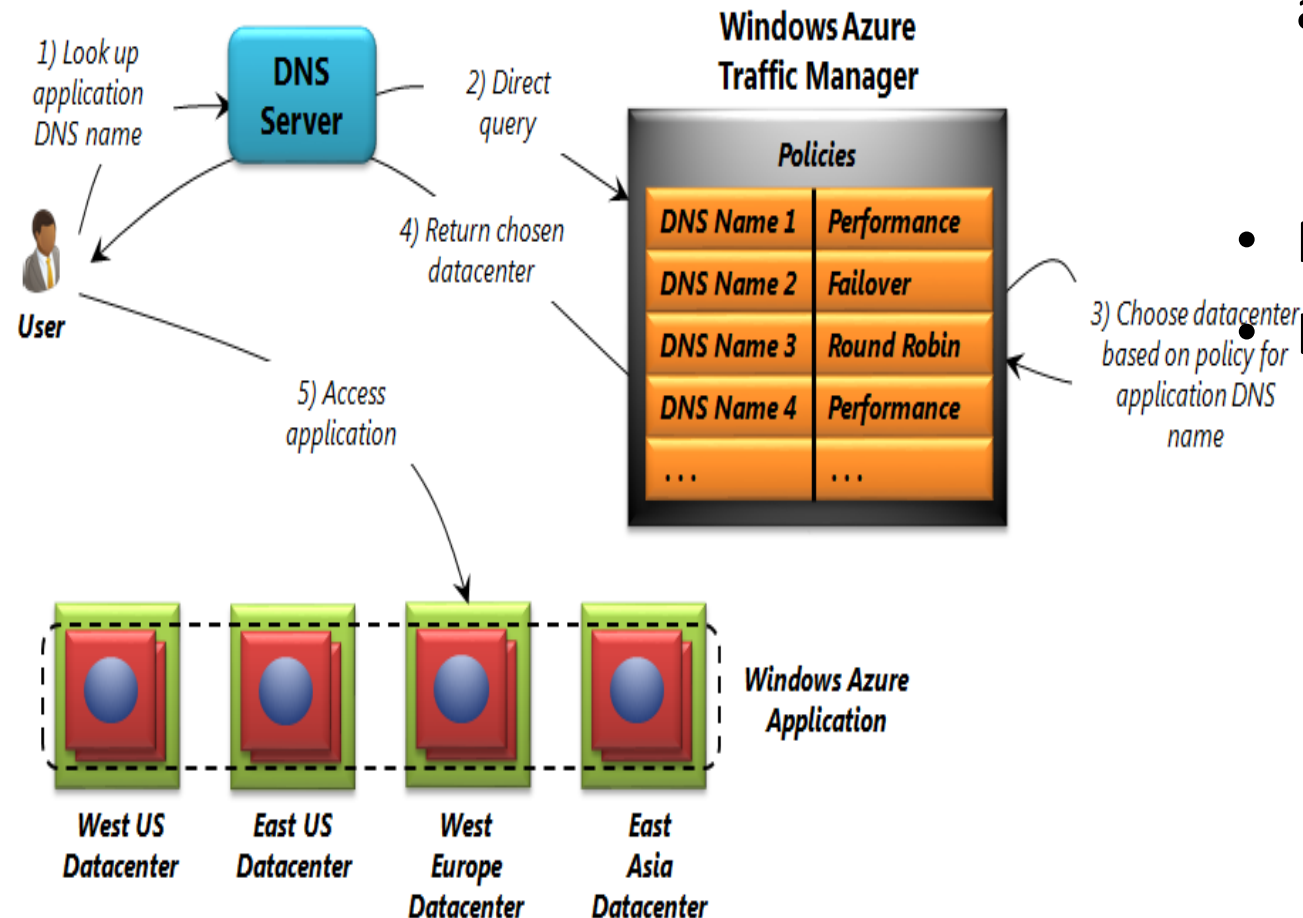 Windows Azure
Traffic Manager
1) Look up
application
DNS name
DNS
Server
2) Direct
query
Policies
DNS Name 1 Performance
DNS Name 2 Failover
DNS Name 3 Round Robin
DNS Name 4 Performance
... ...
4) Return chosen
datacenter
3) Choose datacenter
based on policy for
application DNS
name
User
5) Access
application
Windows Azure
Application
West US
Datacenter
East US
Datacenter
West
Europe
Datacenter
East
Asia
Datacenter